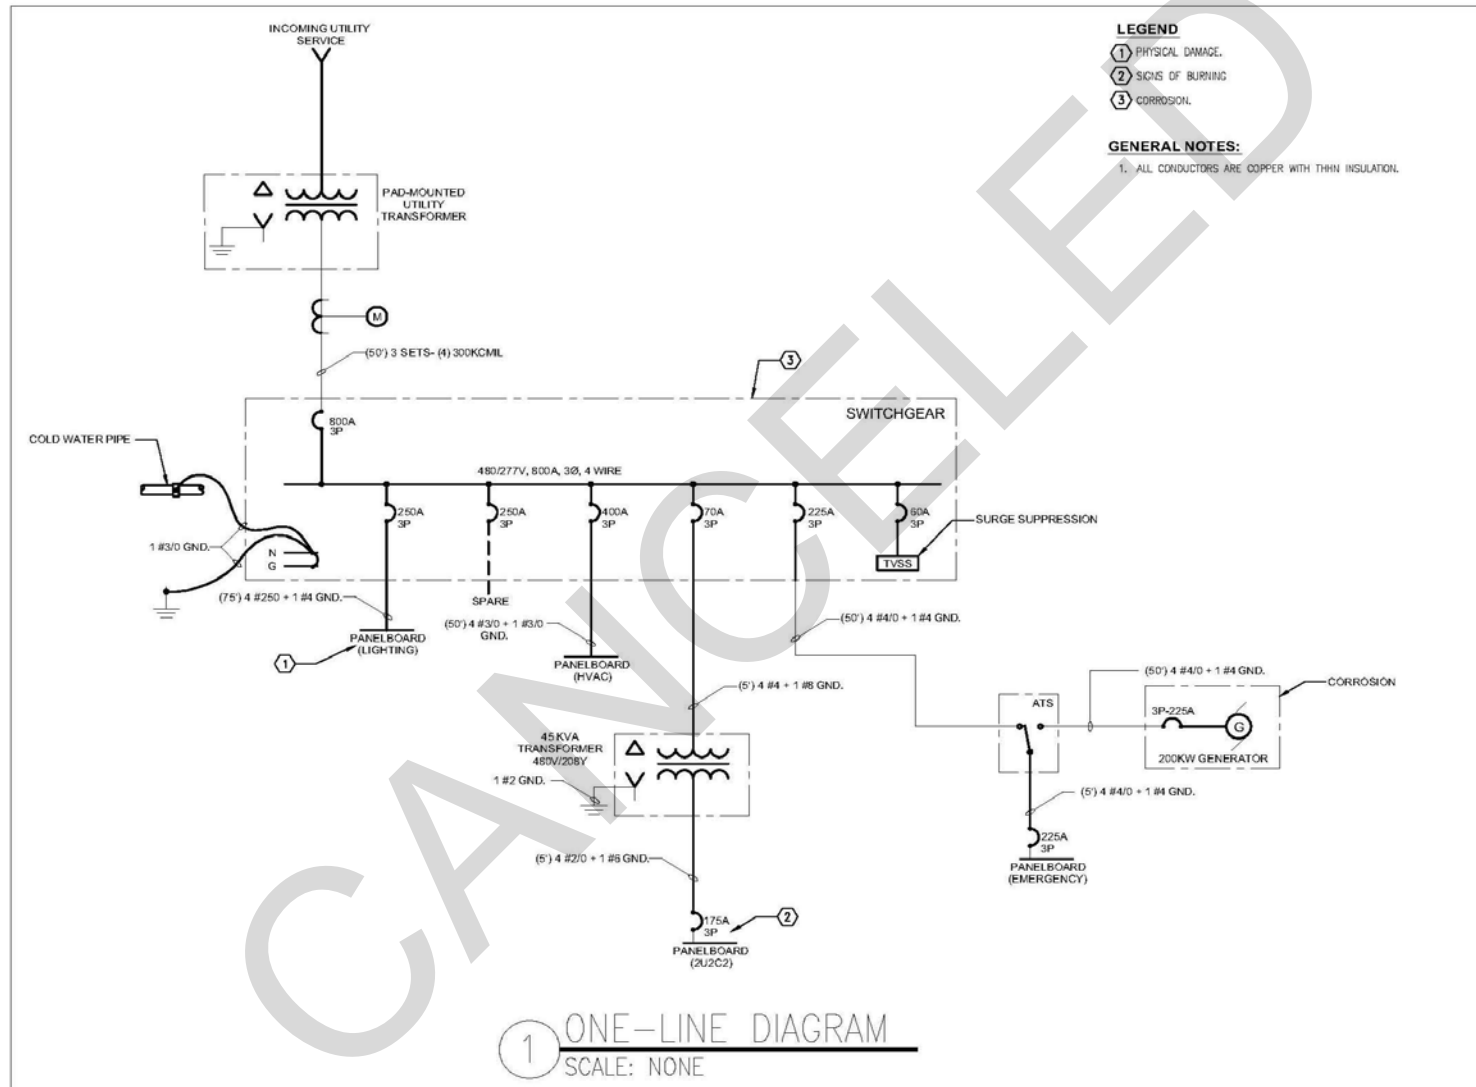 INCOMING UTILITY
SERVICE
LEGEND
1 PHYSICAL DAMAGE.
2 SIGNS OF BURNING
3 CORROSION.
GENERAL NOTES:
1. ALL CONDUCTORS ARE COPPER WITH THHN INSULATION.
PAD-MOUNTED
UTILITY
TRANSFORMER
M
(50') 3 SETS- (4) 300KCMIL
3
SWITCHGEAR
800A
3P
COLD WATER PIPE
480/277V, 800A, 3Ø, 4 WIRE
250A
3P
250A
3P
400A
3P
70A
3P
225A
3P
60A
3P
SURGE SUPPRESSION
TVSS
1 #3/0 GND.
N
G
(75') 4 #250 + 1 #4 GND.
SPARE
(50') 4 #3/0 + 1 #3/0
GND.
(50') 4 #4/0 + 1 #4 GND.
PANELBOARD
(LIGHTING)
1
PANELBOARD
(HVAC)
(5') 4 #4 + 1 #8 GND.
(50') 4 #4/0 + 1 #4 GND.
CORROSION
ATS
3P-225A
G
200KW GENERATOR
45 KVA
TRANSFORMER
480V/208Y
1 #2 GND.
(5') 4 #4/0 + 1 #4 GND.
225A
3P
PANELBOARD
(EMERGENCY)
(5') 4 #2/0 + 1 #6 GND.
175A
3P
2
PANELBOARD
(2U2C2)
1 ONE-LINE DIAGRAM
SCALE: NONE
CANCELED